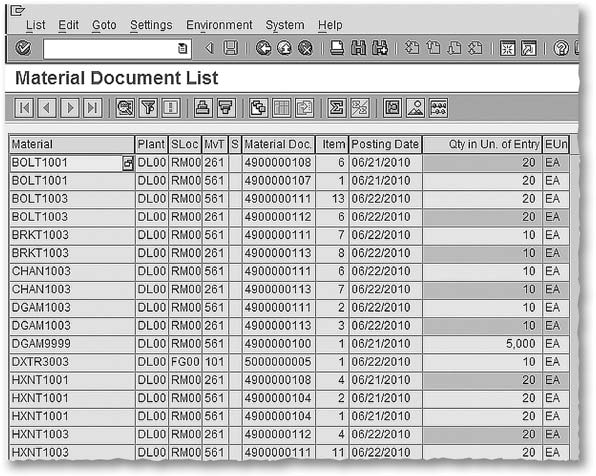 List Edit Goto Settings Environment System Help
Material Document List
Material Plant SLoc MvT S Material Doc. Item Posting Date Qty in Un. of Entry EUn
BOLT1001 DL00 RM00 261 4900000108 6 06/21/2010 20 EA
BOLT1001 DL00 RM00 561 4900000107 1 06/21/2010 20 EA
BOLT1003 DL00 RM00 561 4900000111 13 06/22/2010 20 EA
BOLT1003 DL00 RM00 261 4900000112 6 06/22/2010 20 EA
BRKT1003 DL00 RM00 561 4900000111 7 06/22/2010 10 EA
BRKT1003 DL00 RM00 261 4900000113 8 06/22/2010 10 EA
CHAN1003 DL00 RM00 561 4900000111 6 06/22/2010 10 EA
CHAN1003 DL00 RM00 261 4900000113 7 06/22/2010 10 EA
DGAM1003 DL00 RM00 561 4900000111 2 06/22/2010 10 EA
DGAM1003 DL00 RM00 261 4900000113 3 06/22/2010 10 EA
DGAM9999 DL00 RM00 561 4900000100 1 06/21/2010 5,000 EA
DXTR3003 DL00 FG00 101 5000000005 1 06/22/2010 10 EA
HXNT1001 DL00 RM00 261 4900000108 4 06/21/2010 20 EA
HXNT1001 DL00 RM00 561 4900000104 2 06/21/2010 20 EA
HXNT1001 DL00 RM00 561 4900000104 1 06/21/2010 20 EA
HXNT1003 DL00 RM00 261 4900000112 4 06/22/2010 20 EA
HXNT1003 DL00 RM00 561 4900000111 11 06/22/2010 20 EA